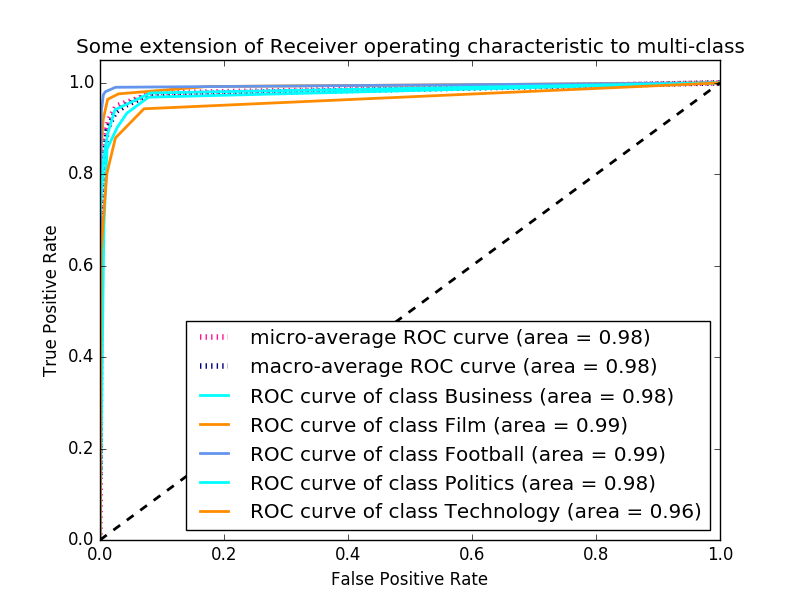 Some extension of Receiver operating characteristic to multi-class
1.0
0.8
0.6
0.4
0.2
0.0
True Positive Rate
micro-average ROC curve (area = 0.98)
macro-average ROC curve (area = 0.98)
ROC curve of class Business (area = 0.98)
ROC curve of class Film (area = 0.99)
ROC curve of class Football (area = 0.99)
ROC curve of class Politics (area = 0.98)
ROC curve of class Technology (area = 0.96)
0.0 0.2 0.4 0.6 0.8 1.0
False Positive Rate